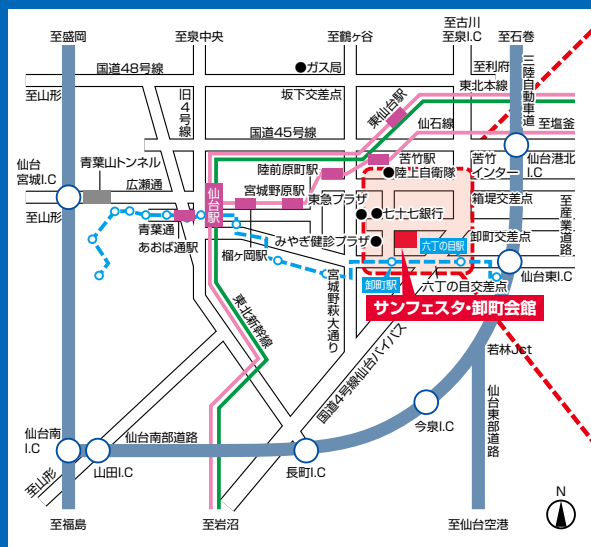 至盛岡
至泉中央
至鶴ヶ谷
至古川
至泉I.C
至石巻
国道48号線
●ガス局
至利府
三陸自動車道
至山形
旧4号線
坂下交差点
東北本線
東仙台駅
仙石線
至塩釜
国道45号線
仙台
宮城I.C
青葉山トンネル
広瀬通
仙台駅
陸前原町駅
苦竹駅
●陸上自衛隊
苦竹
インター
仙台港北
I.C
宮城野原駅
東急プラザ
●●七十七銀行
箱堤交差点
至産業道路
至山形
青葉通
あおば通駅
榴ヶ岡駅
みやぎ健診プラザ●
六丁の目駅
卸町交差点
仙台東I.C
宮城野萩大通り
卸町駅
六丁の目交差点
サンフェスタ・卸町会館
東北新幹線
国道4号線仙台バイパス
若林Jct
今泉I.C
仙台東部道路
仙台南
I.C
仙台南部道路
山田I.C
長町I.C
至山形
至福島
至岩沼
至仙台空港
N